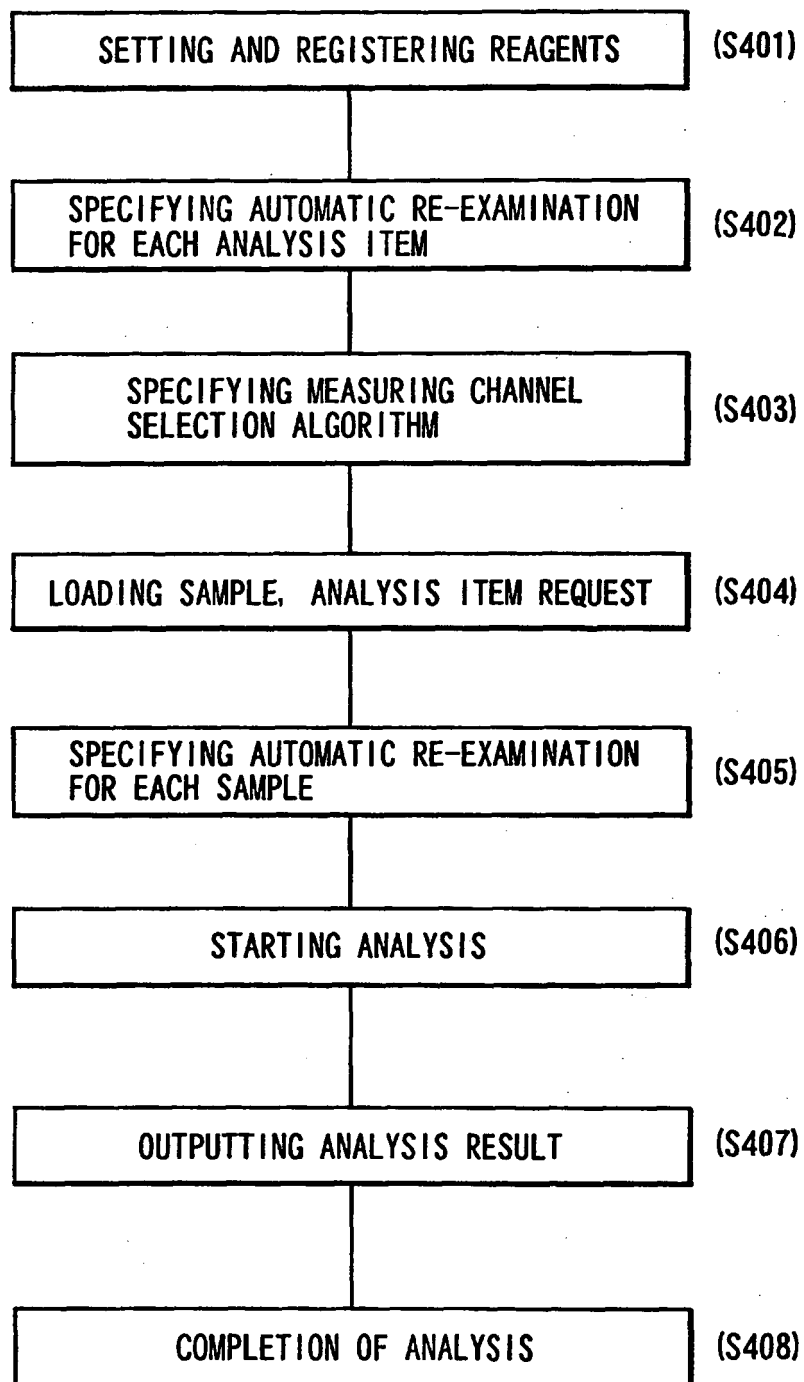 SETTING AND REGISTERING REAGENTS (S401)
SPECIFYING AUTOMATIC RE-EXAMINATION
FOR EACH ANALYSIS ITEM
(S402)
SPECIFYING MEASURING CHANNEL
SELECTION ALGORITHM
(S403)
LOADING SAMPLE, ANALYSIS ITEM REQUEST (S404)
SPECIFYING AUTOMATIC RE-EXAMINATION
FOR EACH SAMPLE
(S405)
STARTING ANALYSIS (S406)
OUTPUTTING ANALYSIS RESULT (S407)
COMPLETION OF ANALYSIS (S408)